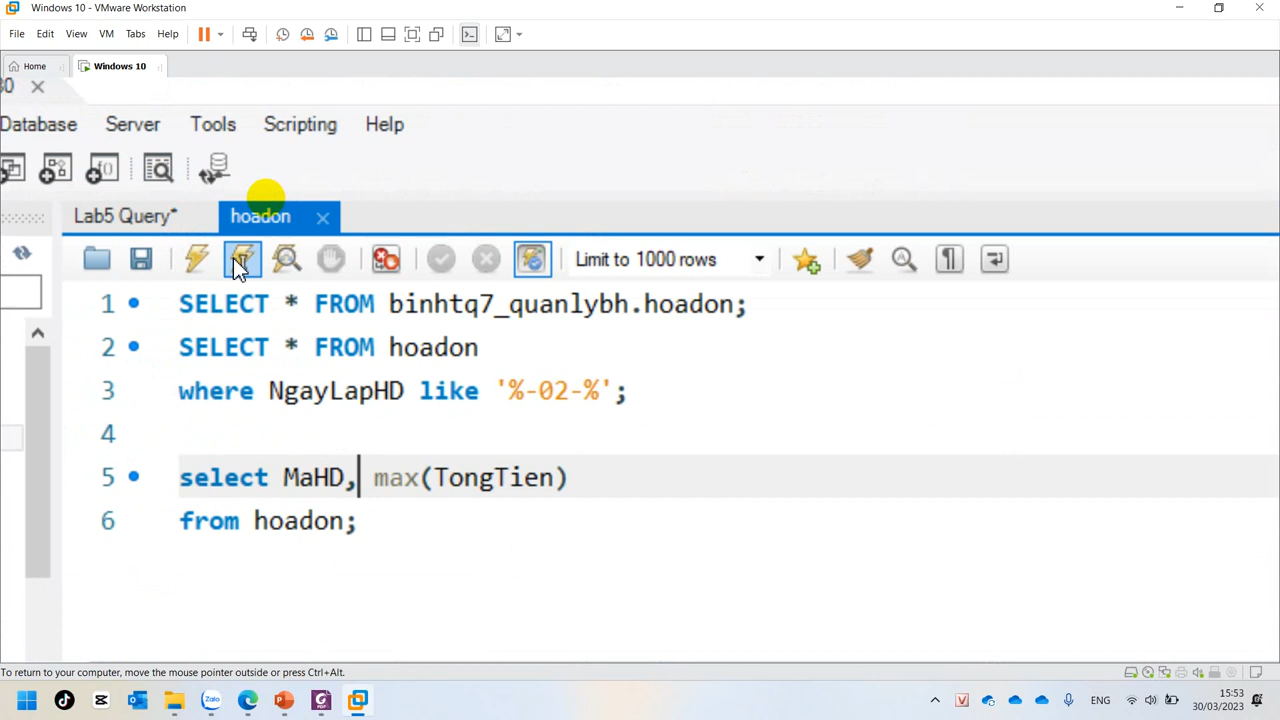 Windows 10 - VMware Workstation
File Edit View VM Tabs Help
Home Windows 10
Database Server Tools Scripting Help
Lab5 Query* hoadon
Limit to 1000 rows
1 SELECT * FROM binhtq7_quanlybh.hoadon;
2 SELECT * FROM hoadon
3 where NgayLapHD like '%-02-%';
4
5 select MaHD, max(TongTien)
6 from hoadon;
To return to your computer, move the mouse pointer outside or press Ctrl+Alt.
Zalo
ENG
15:53
30/03/2023